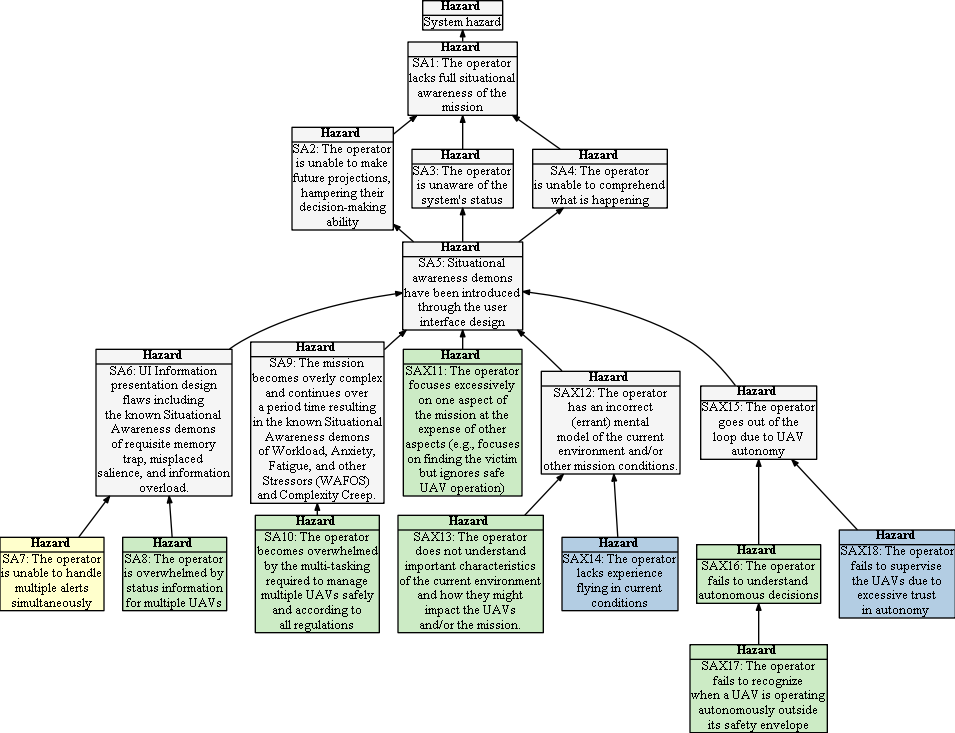 Hazard
System hazard
Hazard
SA1: The operator
lacks full situational
awareness of the
mission
Hazard
SA2: The operator
is unable to make
future projections,
hampering their
decision-making
ability
Hazard
SA3: The operator
is unaware of the
system's status
Hazard
SA4: The operator
is unable to comprehend
what is happening
Hazard
SA5: Situational
awareness demons
have been introduced
through the user
interface design
Hazard
SA6: UI Information
presentation design
flaws including
the known Situational
Awareness demons
of requisite memory
trap, misplaced
salience, and information
overload.
Hazard
SA9: The mission
becomes overly complex
and continues over
a period time resulting
in the known Situational
Awareness demons
of Workload, Anxiety,
Fatigue, and other
Stressors (WAFOS)
and Complexity Creep.
Hazard
SAX11: The operator
focuses excessively
on one aspect of
the mission at the
expense of other
aspects (e.g., focuses
on finding the victim
but ignores safe
UAV operation)
Hazard
SAX12: The operator
has an incorrect
(errant) mental
model of the current
environment and/or
other mission conditions.
Hazard
SAX15: The operator
goes out of the
loop due to UAV
autonomy
Hazard
SA7: The operator
is unable to handle
multiple alerts
simultaneously
Hazard
SA8: The operator
is overwhelmed by
status information
for multiple UAVs
Hazard
SA10: The operator
becomes overwhelmed
by the multi-tasking
required to manage
multiple UAVs safely
and according to
all regulations
Hazard
SAX13: The operator
does not understand
important characteristics
of the current environment
and how they might
impact the UAVs
and/or the mission.
Hazard
SAX14: The operator
lacks experience
flying in current
conditions
Hazard
SAX16: The operator
fails to understand
autonomous decisions
Hazard
SAX18: The operator
fails to supervise
the UAVs due to
excessive trust
in autonomy
Hazard
SAX17: The operator
fails to recognize
when a UAV is operating
autonomously outside
its safety envelope